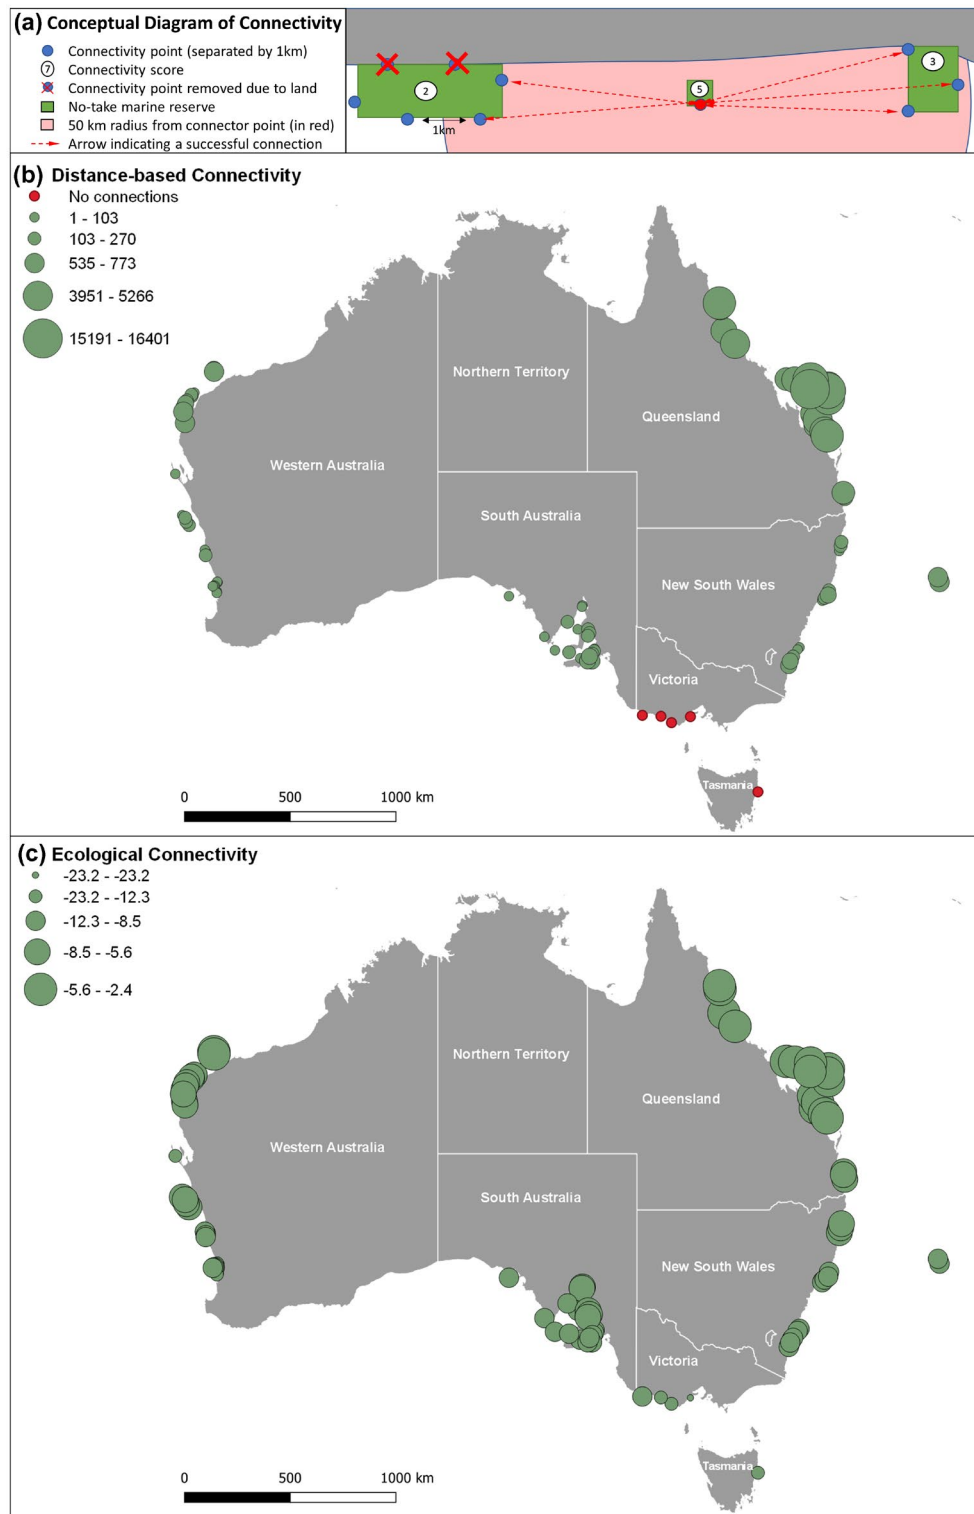 (a) Conceptual Diagram of Connectivity
Connectivity point (separated by 1km)
7 Connectivity score
Connectivity point removed due to land
No-take marine reserve
50 km radius from connector point (in red)
Arrow indicating a successful connection
2
1km
5
3
(b) Distance-based Connectivity
No connections
1 - 103
103 - 270
535 - 773
3951 - 5266
15191 - 16401
Northern Territory
Queensland
Western Australia
South Australia
New South Wales
Victoria
Tasmania
0 500 1000 km
(c) Ecological Connectivity
-23.2 - -23.2
-23.2 - -12.3
-12.3 - -8.5
-8.5 - -5.6
-5.6 - -2.4
Northern Territory
Queensland
Western Australia
South Australia
New South Wales
Victoria
Tasmania
0 500 1000 km